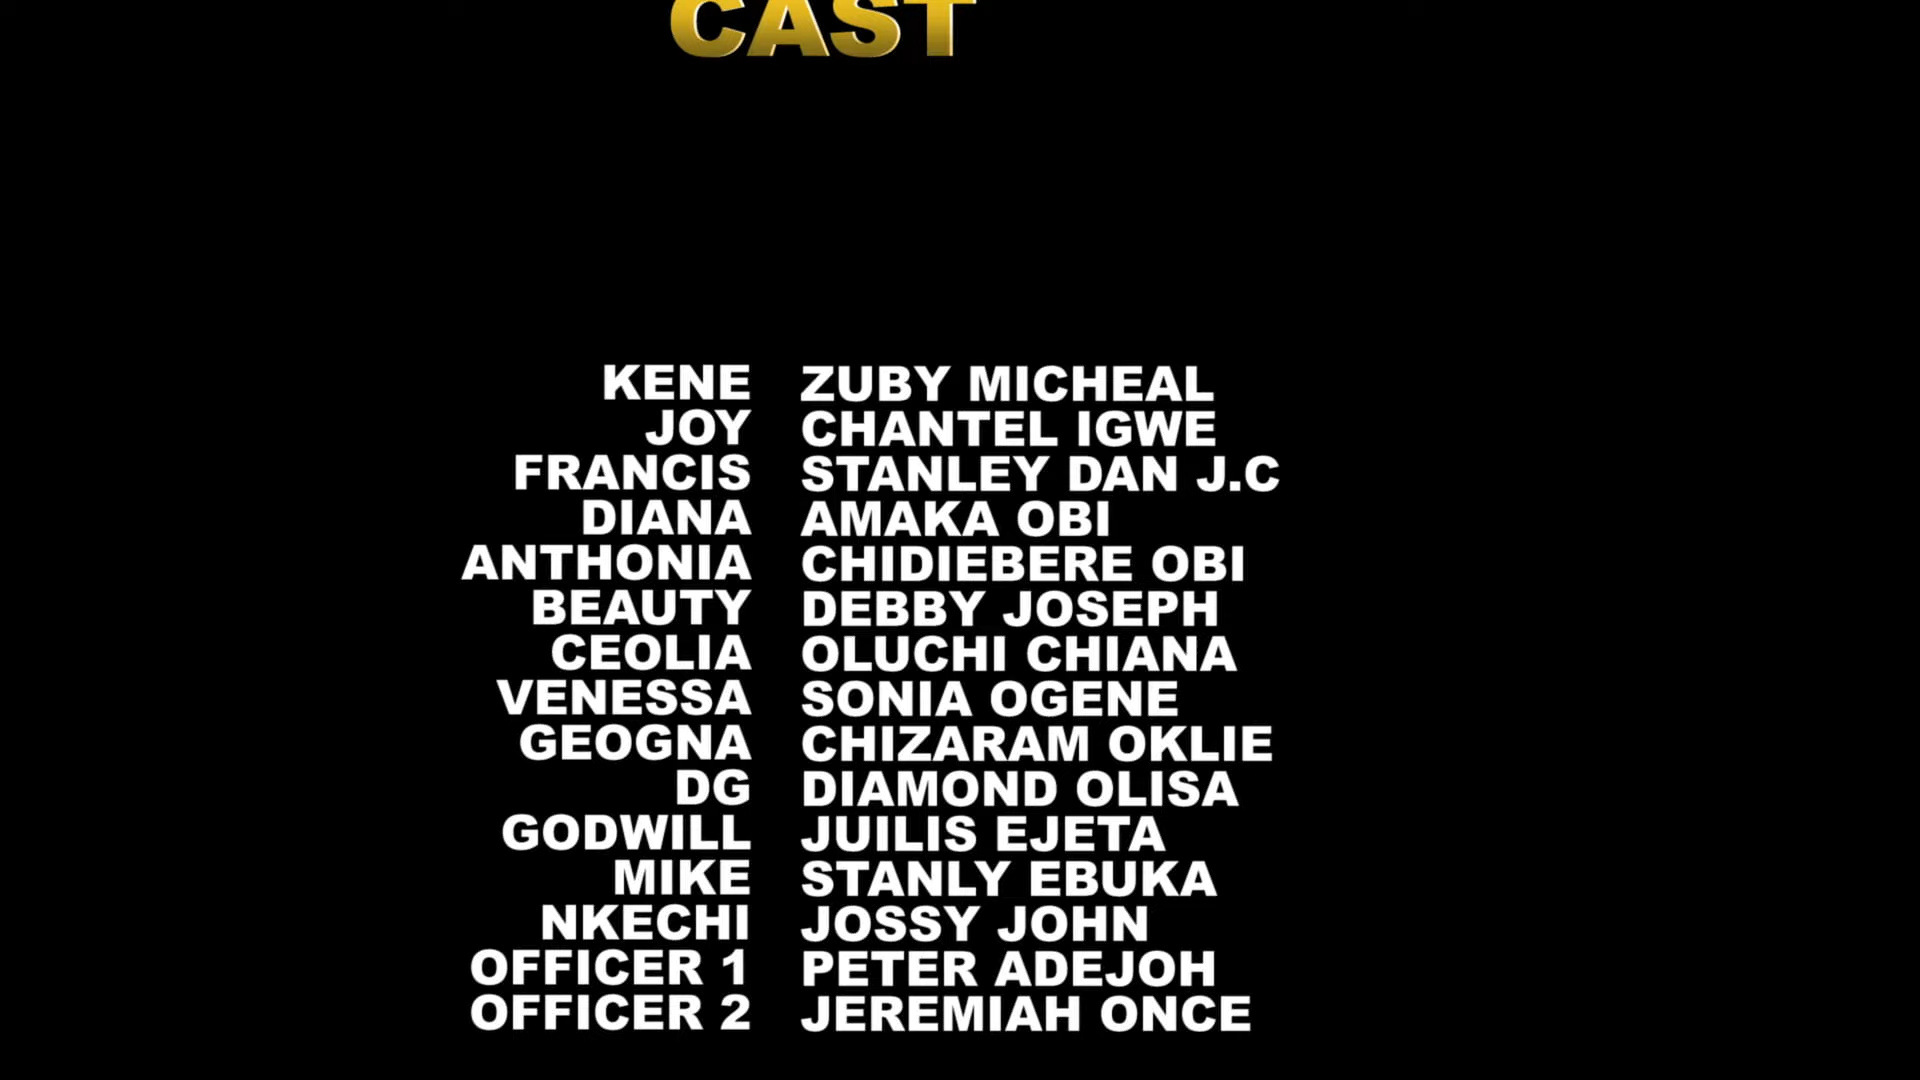 CAST
KENE ZUBY MICHEAL
JOY CHANTEL IGWE
FRANCIS STANLEY DAN J.C
DIANA AMAKA OBI
ANTHONIA CHIDIEBERE OBI
BEAUTY DEBBY JOSEPH
CEOLIA OLUCHI CHIANA
VENESSA SONIA OGENE
GEOGNA CHIZARAM OKLIE
DG DIAMOND OLISA
GODWILL JUILIS EJETA
MIKE STANLY EBUKA
NKECHI JOSSY JOHN
OFFICER 1 PETER ADEJOH
OFFICER 2 JEREMIAH ONCE